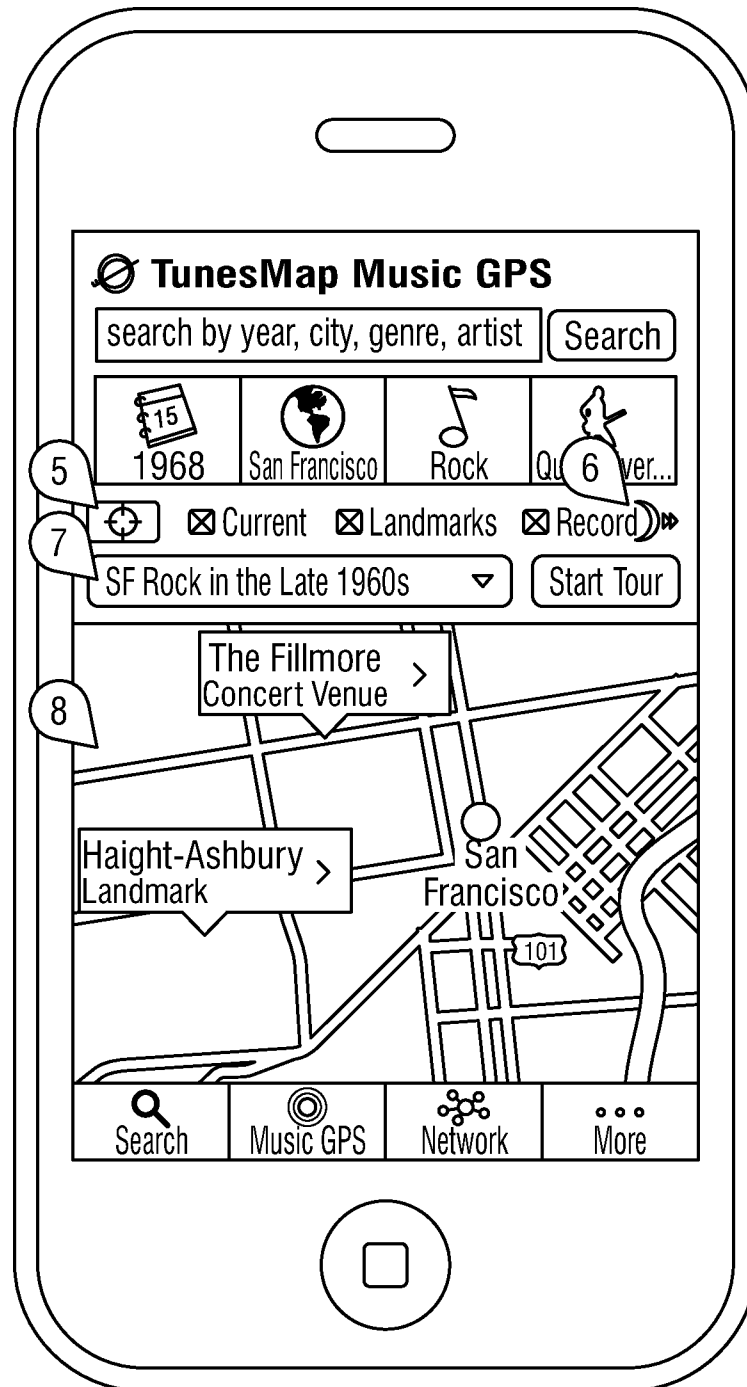 TunesMap Music GPS
search by year, city, genre, artist Search
15
1968 San Francisco Rock
5 6
Current Landmarks Record
7
SF Rock in the Late 1960s Start Tour
The Fillmore
Concert Venue
8
Haight-Ashbury
Landmark
San
Francisco
101
Search Music GPS Network More